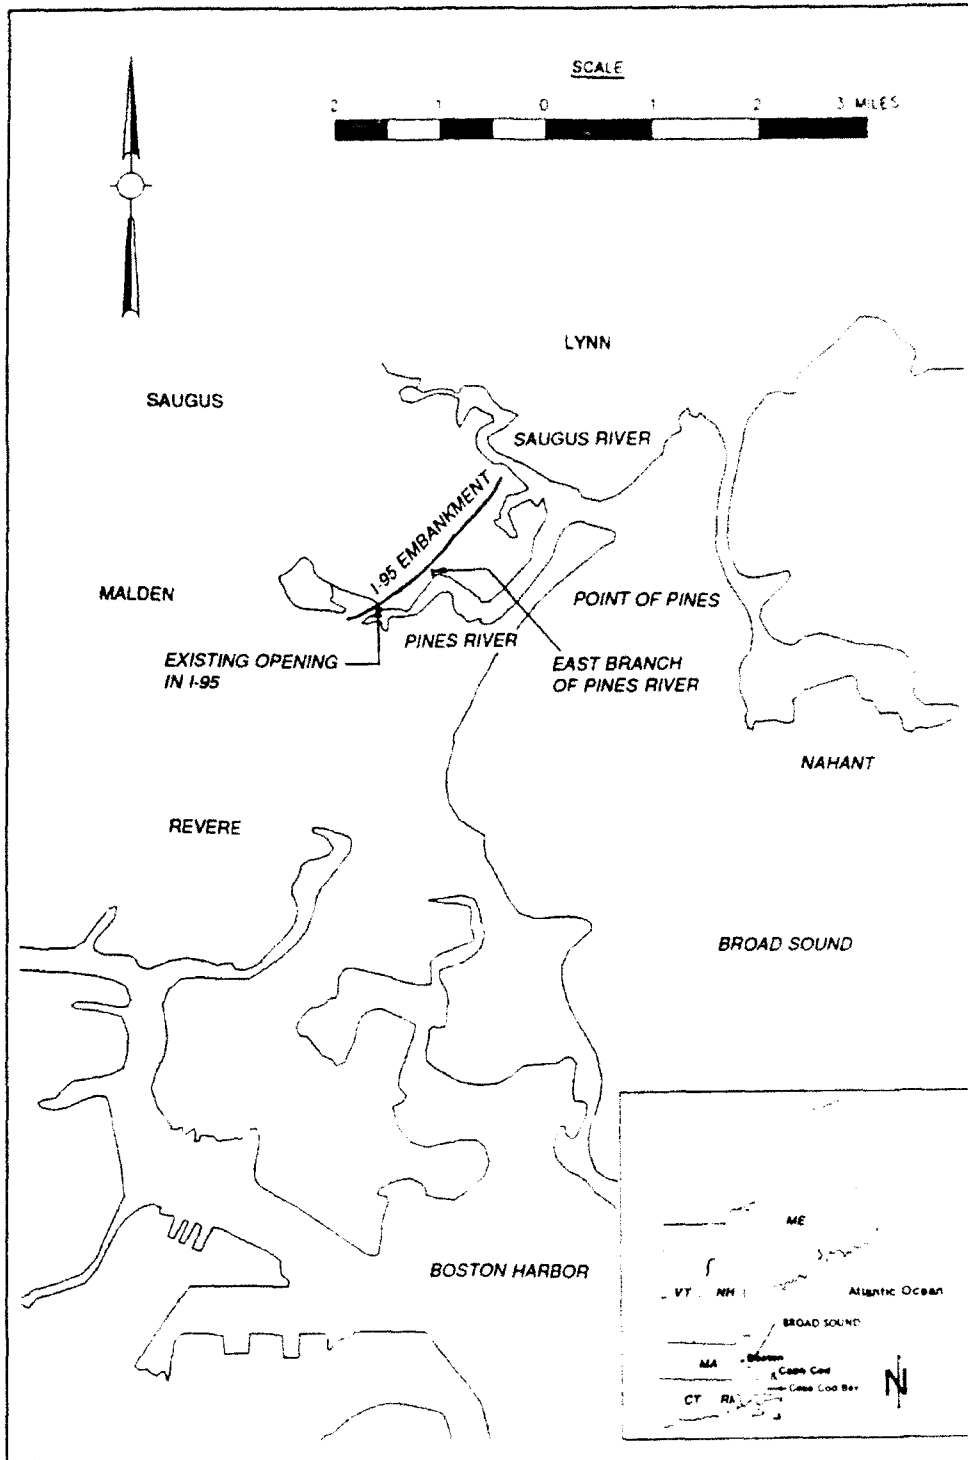 SCALE
2 1 0 1 2 3 MILES
LYNN
SAUGUS
SAUGUS RIVER
I-95 EMBANKMENT
MALDEN
POINT OF PINES
PINES RIVER
EXISTING OPENING
IN I-95
EAST BRANCH
OF PINES RIVER
NAHANT
REVERE
BROAD SOUND
BOSTON HARBOR
ME
VT NH
Atlantic Ocean
BROAD SOUND
Boston
MA
Cape Cod
Cape Cod Bay
CT RI
N